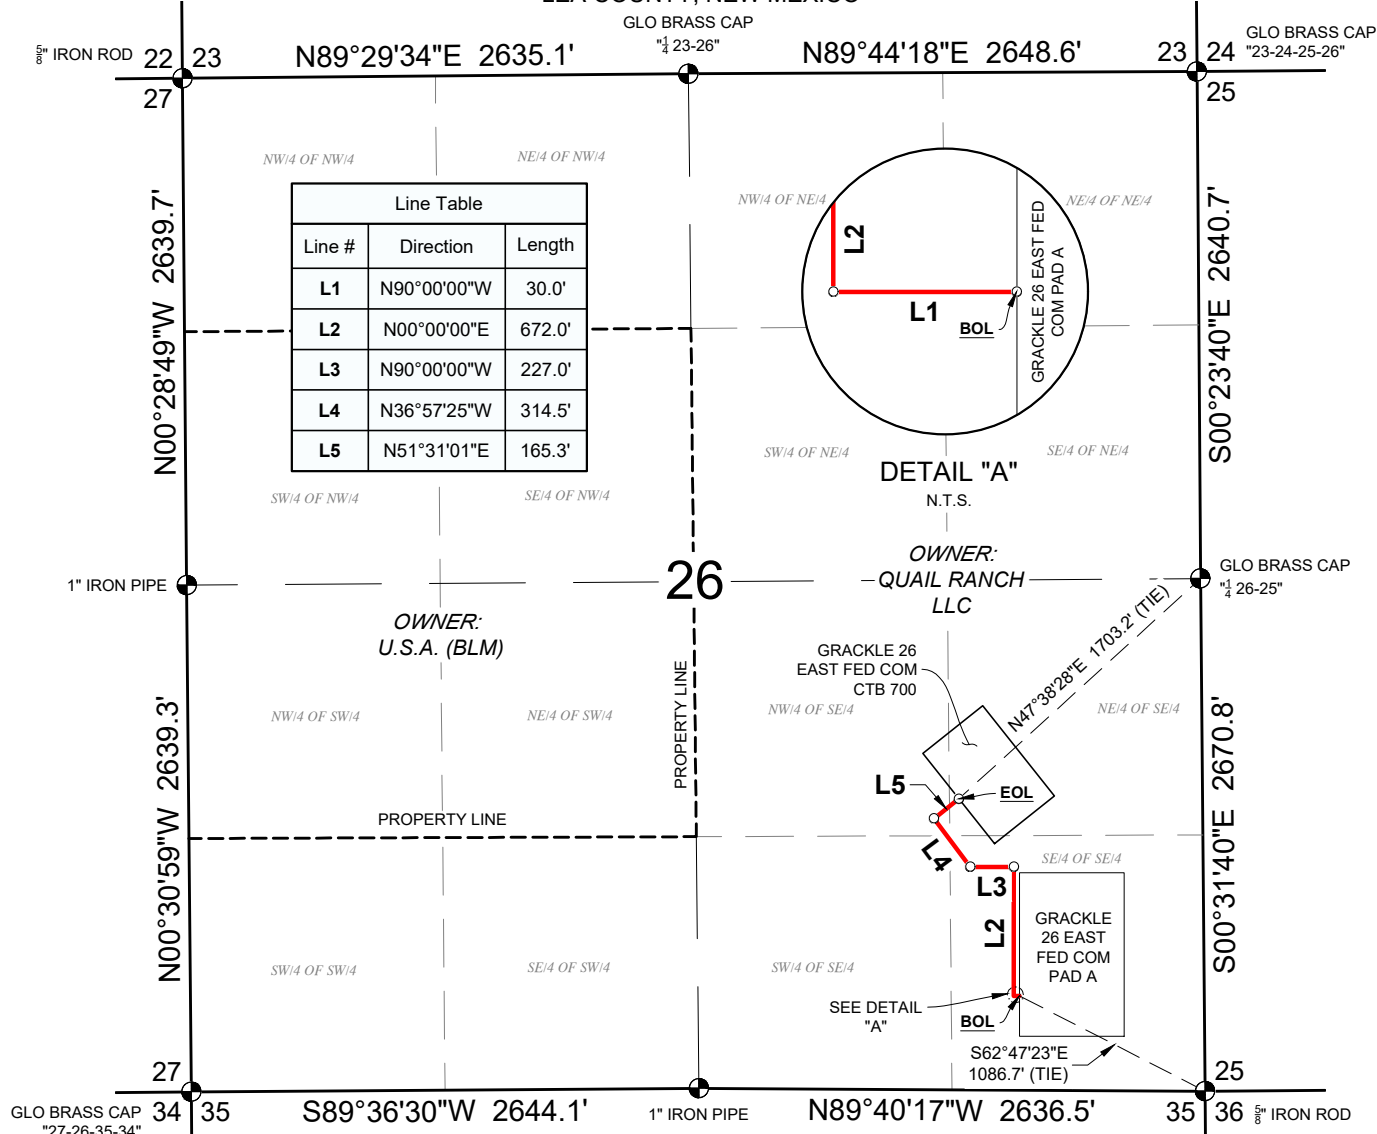 LEA COUNTY, NEW MEXICO
GLO BRASS CAP
"1/4 23-26"
5/8" IRON ROD
22 23
27
N89°29'34"E 2635.1'
N89°44'18"E 2648.6'
23 24
25
GLO BRASS CAP
"23-24-25-26"
NW/4 OF NW/4
NE/4 OF NW/4
NW/4 OF NE/4
NE/4 OF NE/4
N00°28'49"W 2639.7'
Line Table
Line # Direction Length
L1 N90°00'00"W 30.0'
L2 N00°00'00"E 672.0'
L3 N90°00'00"W 227.0'
L4 N36°57'25"W 314.5'
L5 N51°31'01"E 165.3'
L2
L1
BOL
GRACKLE 26 EAST FED
COM PAD A
S00°23'40"E 2640.7'
SW/4 OF NW/4
SE/4 OF NW/4
SW/4 OF NE/4
SE/4 OF NE/4
DETAIL "A"
N.T.S.
1" IRON PIPE
26
OWNER:
QUAIL RANCH
LLC
GLO BRASS CAP
"1/4 26-25"
OWNER:
U.S.A. (BLM)
GRACKLE 26
EAST FED COM
CTB 700
N47°38'28"E 1703.2' (TIE)
N00°30'59"W 2639.3'
NW/4 OF SW/4
NE/4 OF SW/4
PROPERTY LINE
NW/4 OF SE/4
NE/4 OF SE/4
S00°31'40"E 2670.8'
L5
EOL
PROPERTY LINE
L4
L3
SE/4 OF SE/4
L2
GRACKLE
26 EAST
FED COM
PAD A
SW/4 OF SW/4
SE/4 OF SW/4
SW/4 OF SE/4
SEE DETAIL
"A"
BOL
S62°47'23"E
1086.7' (TIE)
27
34 35
GLO BRASS CAP
"27-26-35-34"
S89°36'30"W 2644.1'
1" IRON PIPE
N89°40'17"W 2636.5'
25
35 36
5/8" IRON ROD